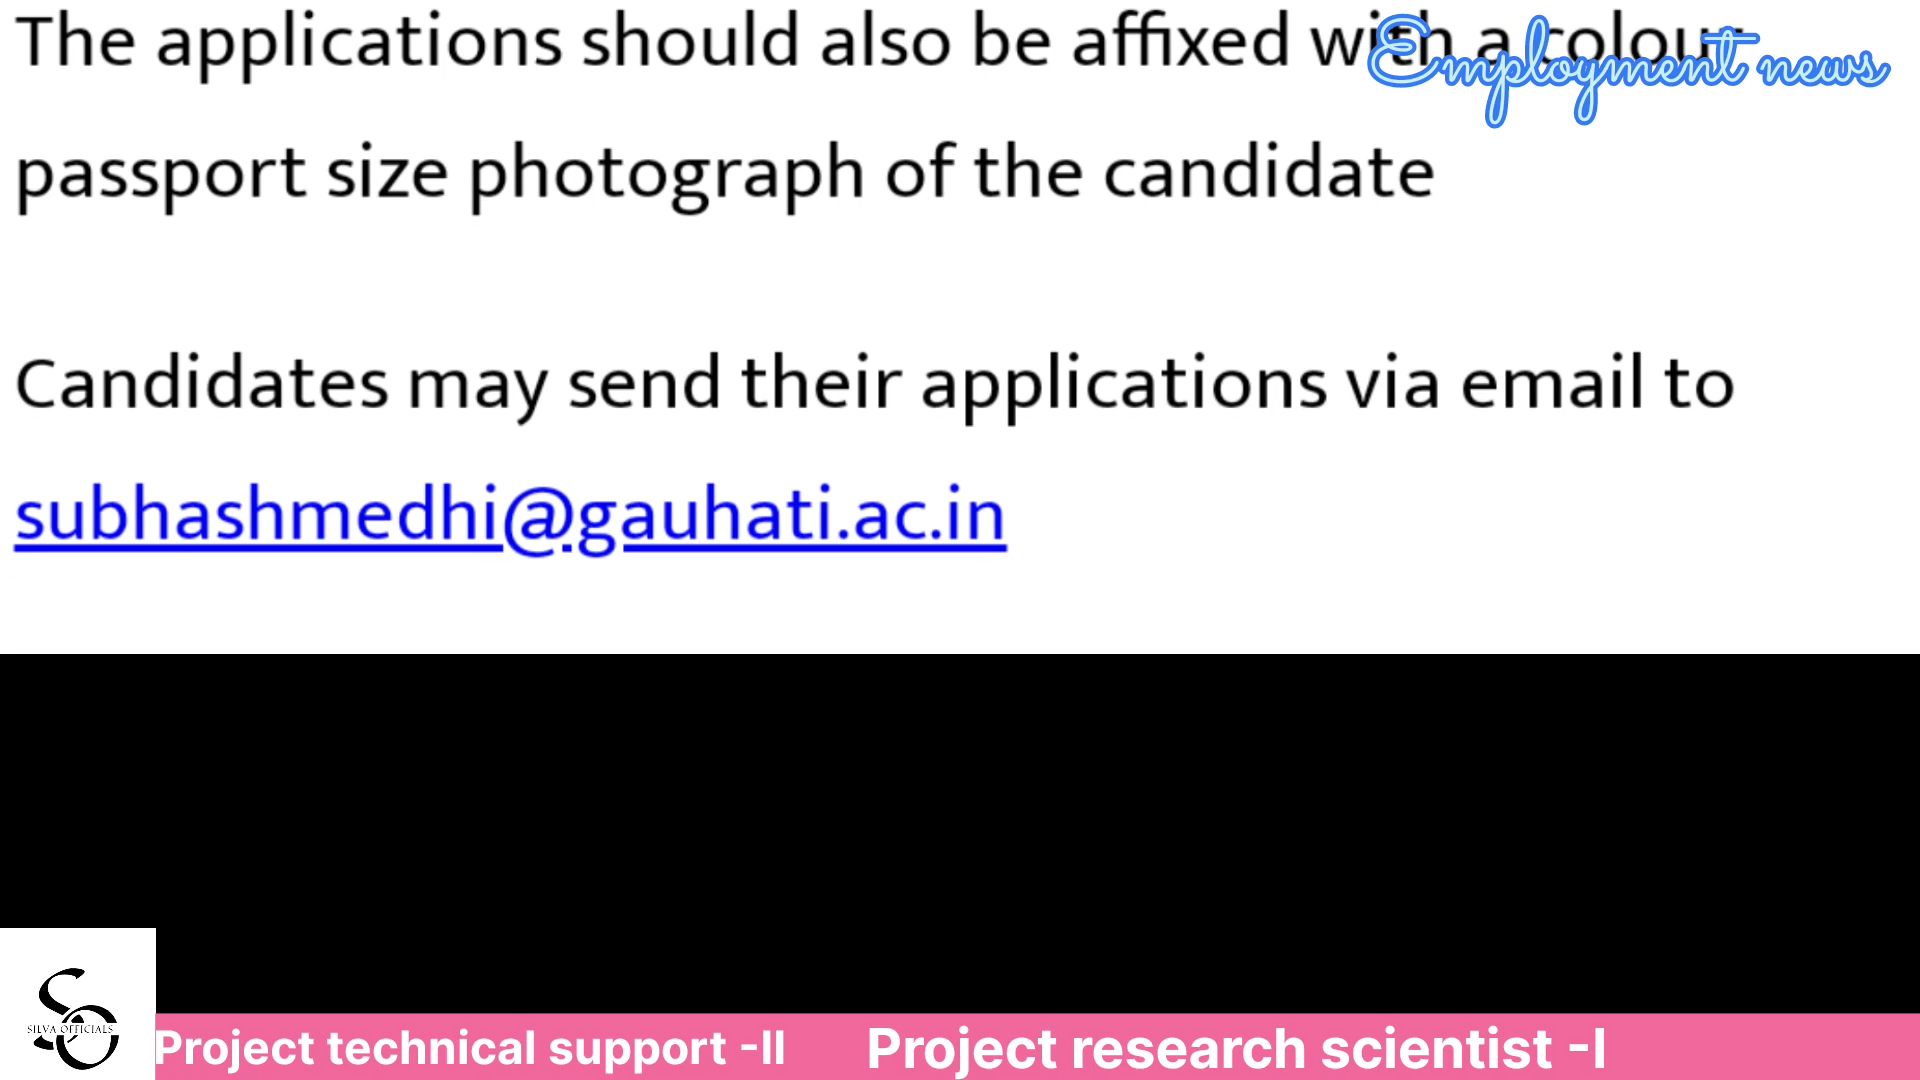 The applications should also be affixed with a colour
Employment news
passport size photograph of the candidate
Candidates may send their applications via email to
subhashmedhi@gauhati.ac.in
SILVA OFFICIALS
Project technical support -II
Project research scientist -I